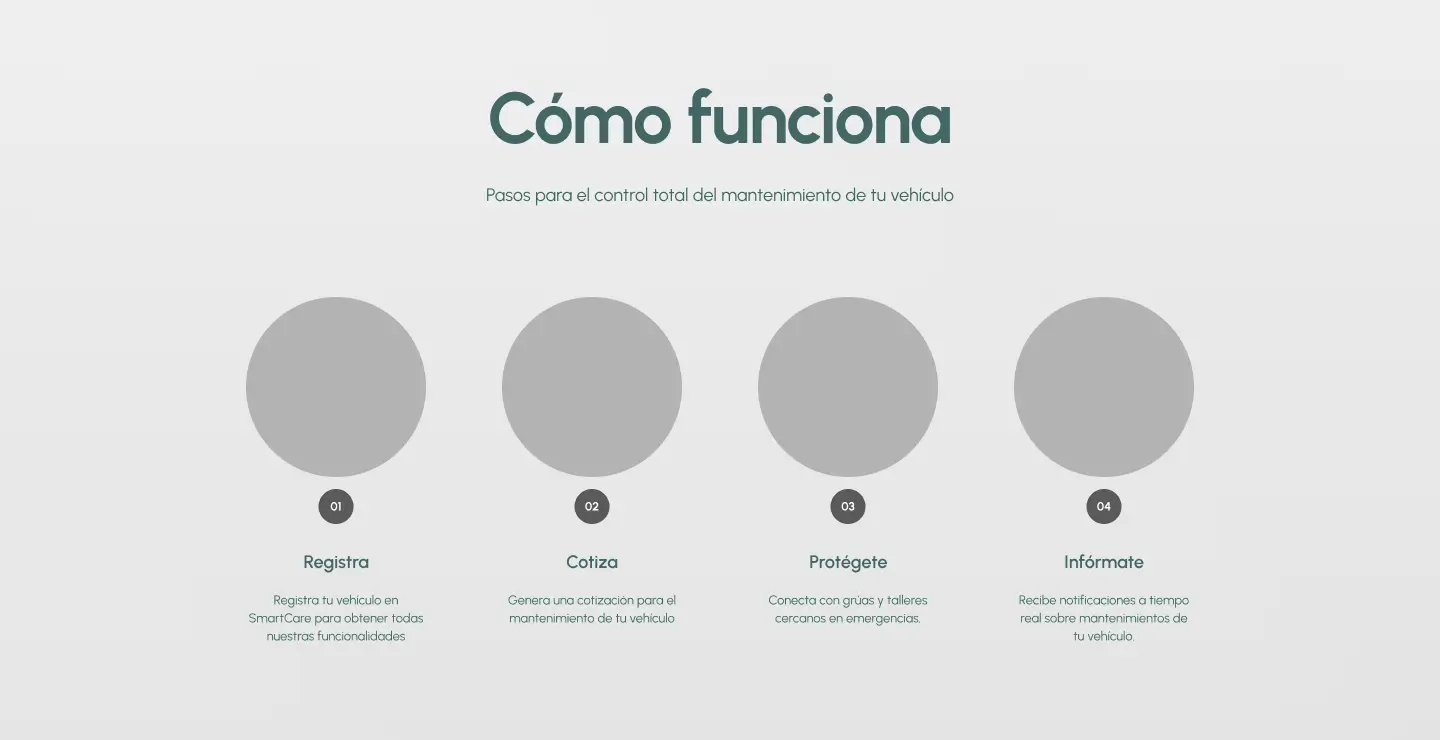 Cómo funciona
Pasos para el control total del mantenimiento de tu vehículo
01
Registra
Registra tu vehículo en
SmartCare para obtener todas
nuestras funcionalidades
02
Cotiza
Genera una cotización para el
mantenimiento de tu vehículo
03
Protégete
Conecta con grúas y talleres
cercanos en emergencias.
04
Infórmate
Recibe notificaciones a tiempo
real sobre mantenimientos de
tu vehículo.